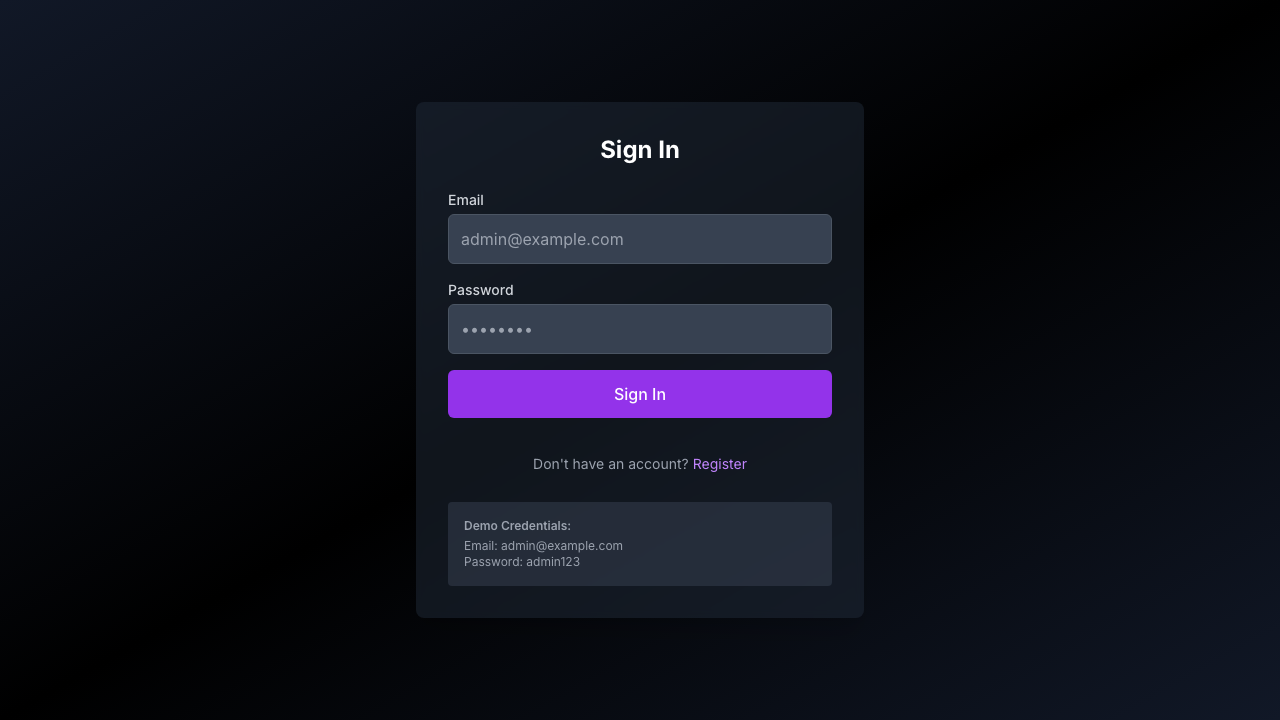 Sign In
Email
admin@example.com
Password
••••••••
Sign In
Don't have an account? Register
Demo Credentials:
Email: admin@example.com
Password: admin123